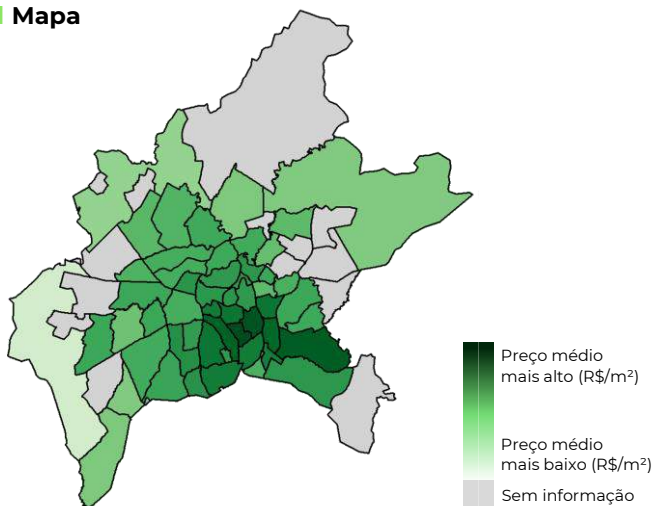 Mapa
Preço médio
mais alto (R$/m²)
Preço médio
mais baixo (R$/m²)
Sem informação